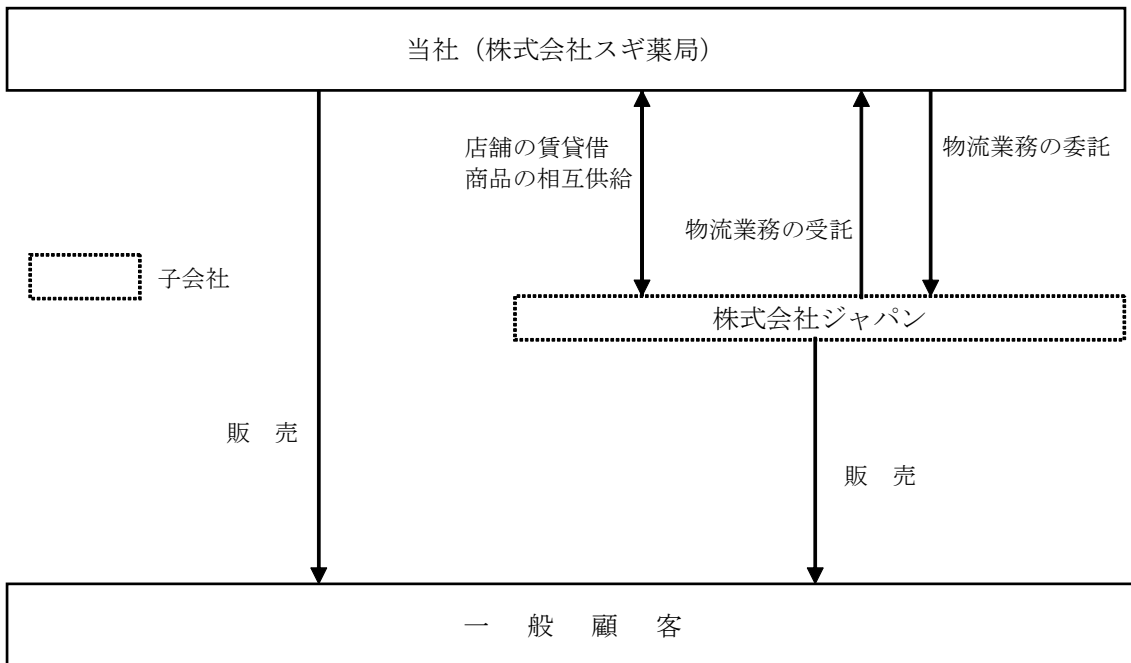 当社（株式会社スギ薬局）
店舗の賃貸借
商品の相互供給
物流業務の委託
物流業務の受託
子会社
株式会社ジャパン
販　売
販　売
一　般　顧　客